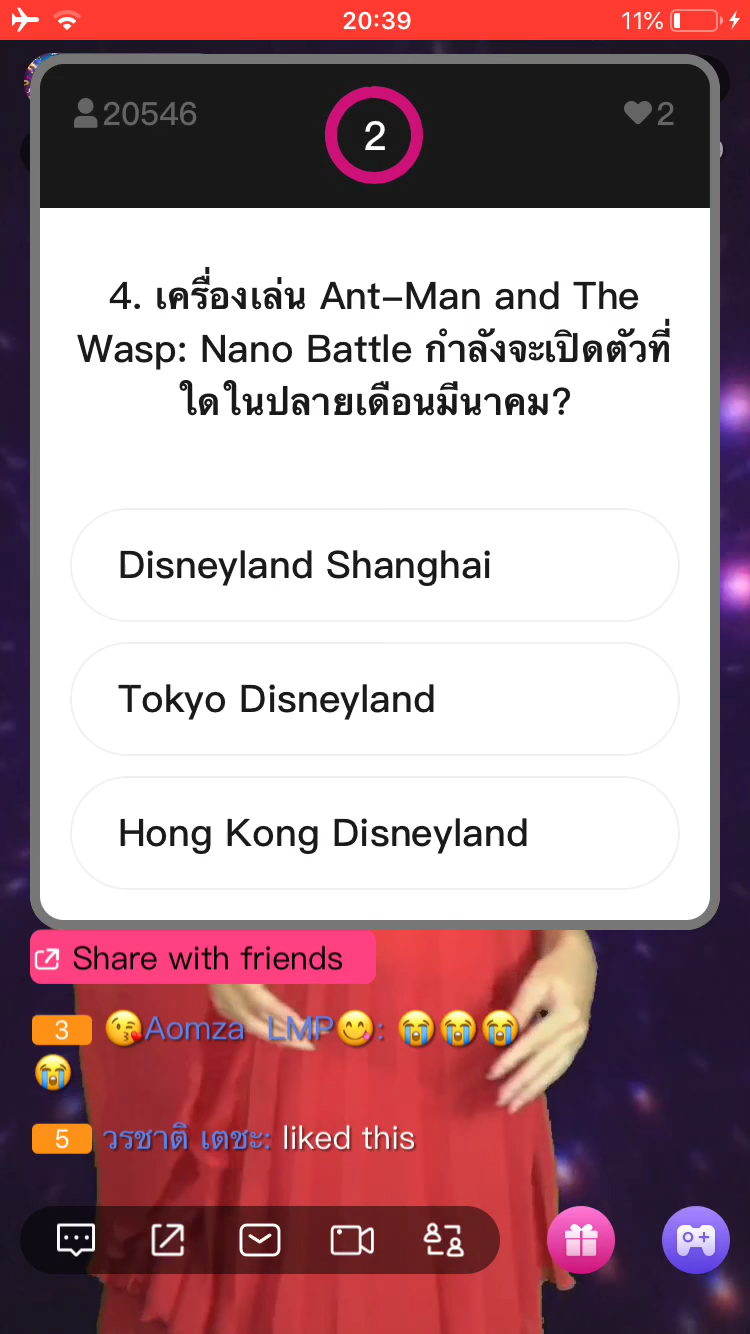 20:39
11%
20546
2
2
4. เครื่องเล่น Ant-Man and The
Wasp: Nano Battle กำลังจะเปิดตัวที่
ใดในปลายเดือนมีนาคม?
Disneyland Shanghai
Tokyo Disneyland
Hong Kong Disneyland
Share with friends
3 😘Aomza LMP😋: 😭😭😭
😭
5 วรชาติ เตชะ: liked this